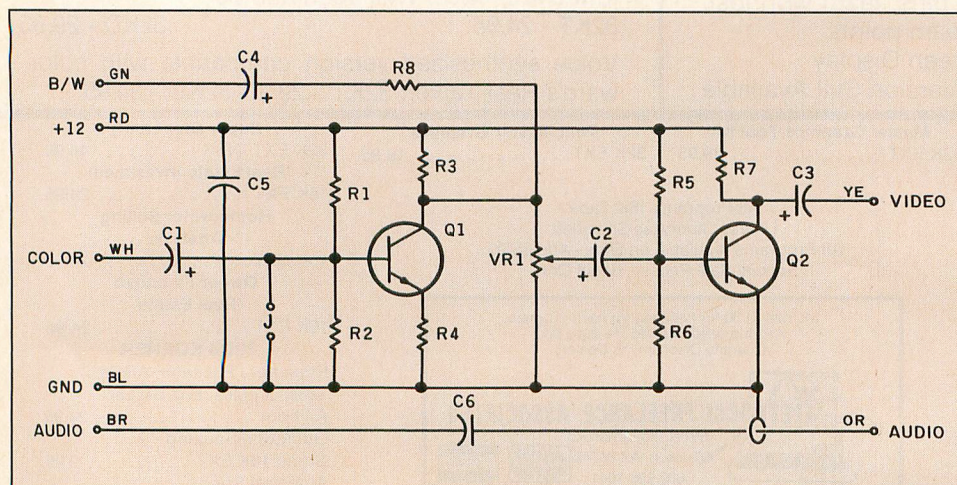 C4
B/W GN
R8
+12 RD
R3
R7
C3
C5
R1
R5
YE
VIDEO
Q1
C1
C2
COLOR WH
VR1
Q2
+
+
+
+
J
R2
R4
R6
GND BL
C6
AUDIO BR
OR AUDIO